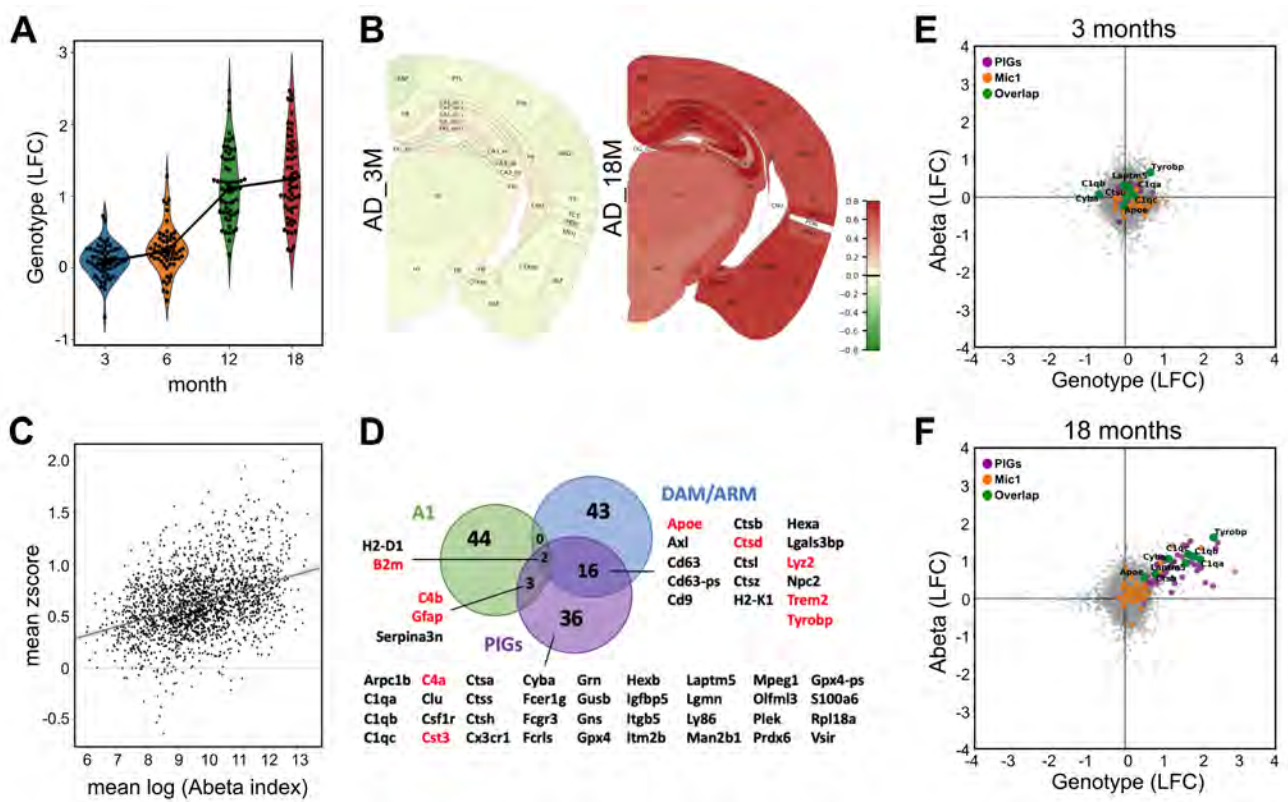 A
Genotype (LFC)
3
2
1
0
-1
3 6 12 18
month
B
AD_3M
AD_18M
0.8
0.6
0.4
0.2
0.0
−0.2
−0.4
−0.6
−0.8
C
mean zscore
2.0
1.5
1.0
0.5
0
-0.5
6 7 8 9 10 11 12 13
mean log (Abeta index)
D
A1
DAM/ARM
PIGs
44
43
0
2
3
16
36
H2-D1
B2m
C4b
Gfap
Serpina3n
Apoe Ctsb Hexa
Axl Ctsd Lgals3bp
Cd63 Ctsl Lyz2
Cd63-ps Ctsz Npc2
Cd9 H2-K1 Trem2
Tyrobp
Arpc1b C4a Ctsa Cyba Grn Hexb Laptm5 Mpeg1 Gpx4-ps
C1qa Clu Ctss Fcer1g Gusb Igfbp5 Lgmn Olfml3 S100a6
C1qb Csf1r Ctsh Fcgr3 Gns Itgb5 Ly86 Plek Rpl18a
C1qc Cst3 Cx3cr1 Fcrls Gpx4 Itm2b Man2b1 Prdx6 Vsir
E
3 months
PIGs
Mic1
Overlap
Abeta (LFC)
4
3
2
1
0
-1
-2
-3
-4
Tyrobp
Laptm5
C1qb
C1qa
Cyba
C1qc
Apoe
-4 -3 -2 -1 0 1 2 3 4
Genotype (LFC)
F
18 months
PIGs
Mic1
Overlap
Abeta (LFC)
4
3
2
1
0
-1
-2
-3
-4
Tyrobp
C1qc
C1qb
Cyba
C1qa
Apoe
Laptm5
-4 -3 -2 -1 0 1 2 3 4
Genotype (LFC)